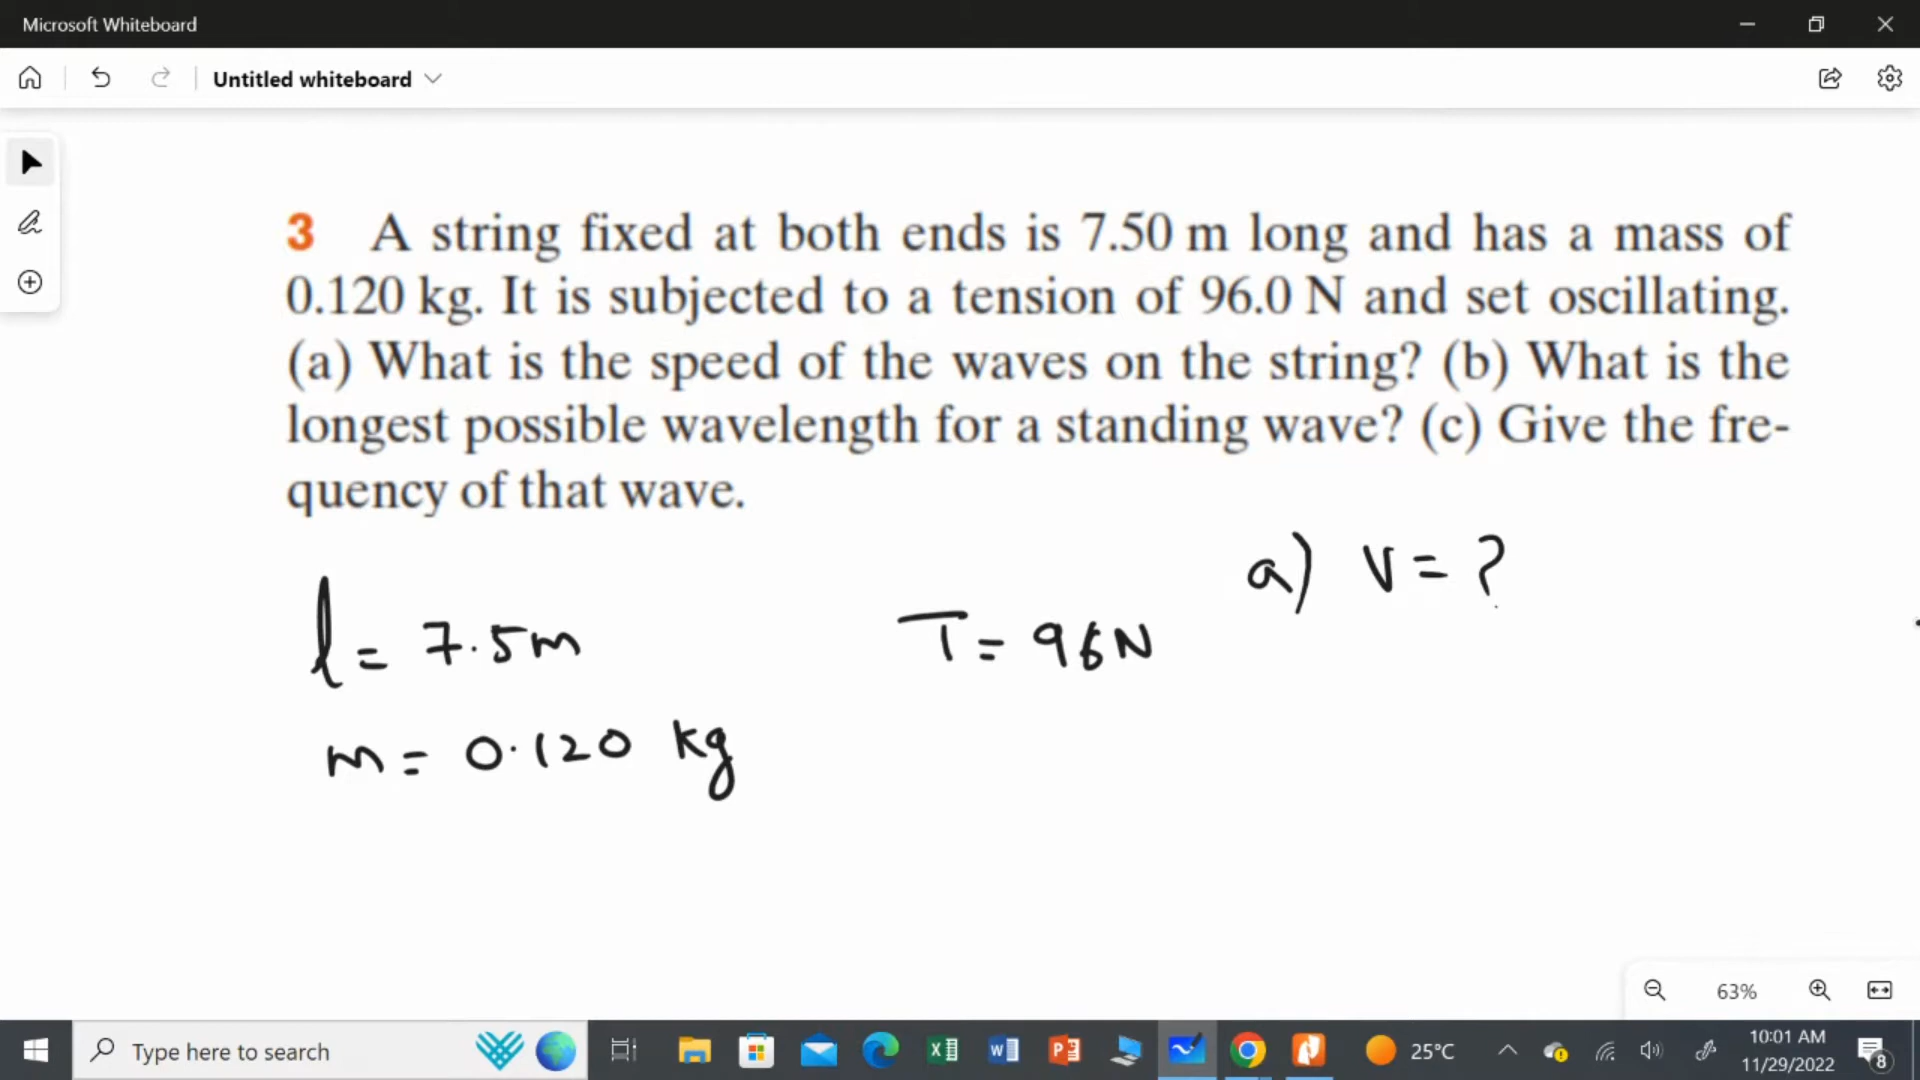 Microsoft Whiteboard
Untitled whiteboard
3 A string fixed at both ends is 7.50 m long and has a mass of
0.120 kg. It is subjected to a tension of 96.0 N and set oscillating.
(a) What is the speed of the waves on the string? (b) What is the
longest possible wavelength for a standing wave? (c) Give the fre-
quency of that wave.
a) v = ?
l = 7.5m
T = 96N
m = 0.120 kg
63%
Type here to search
25°C
10:01 AM
11/29/2022
8